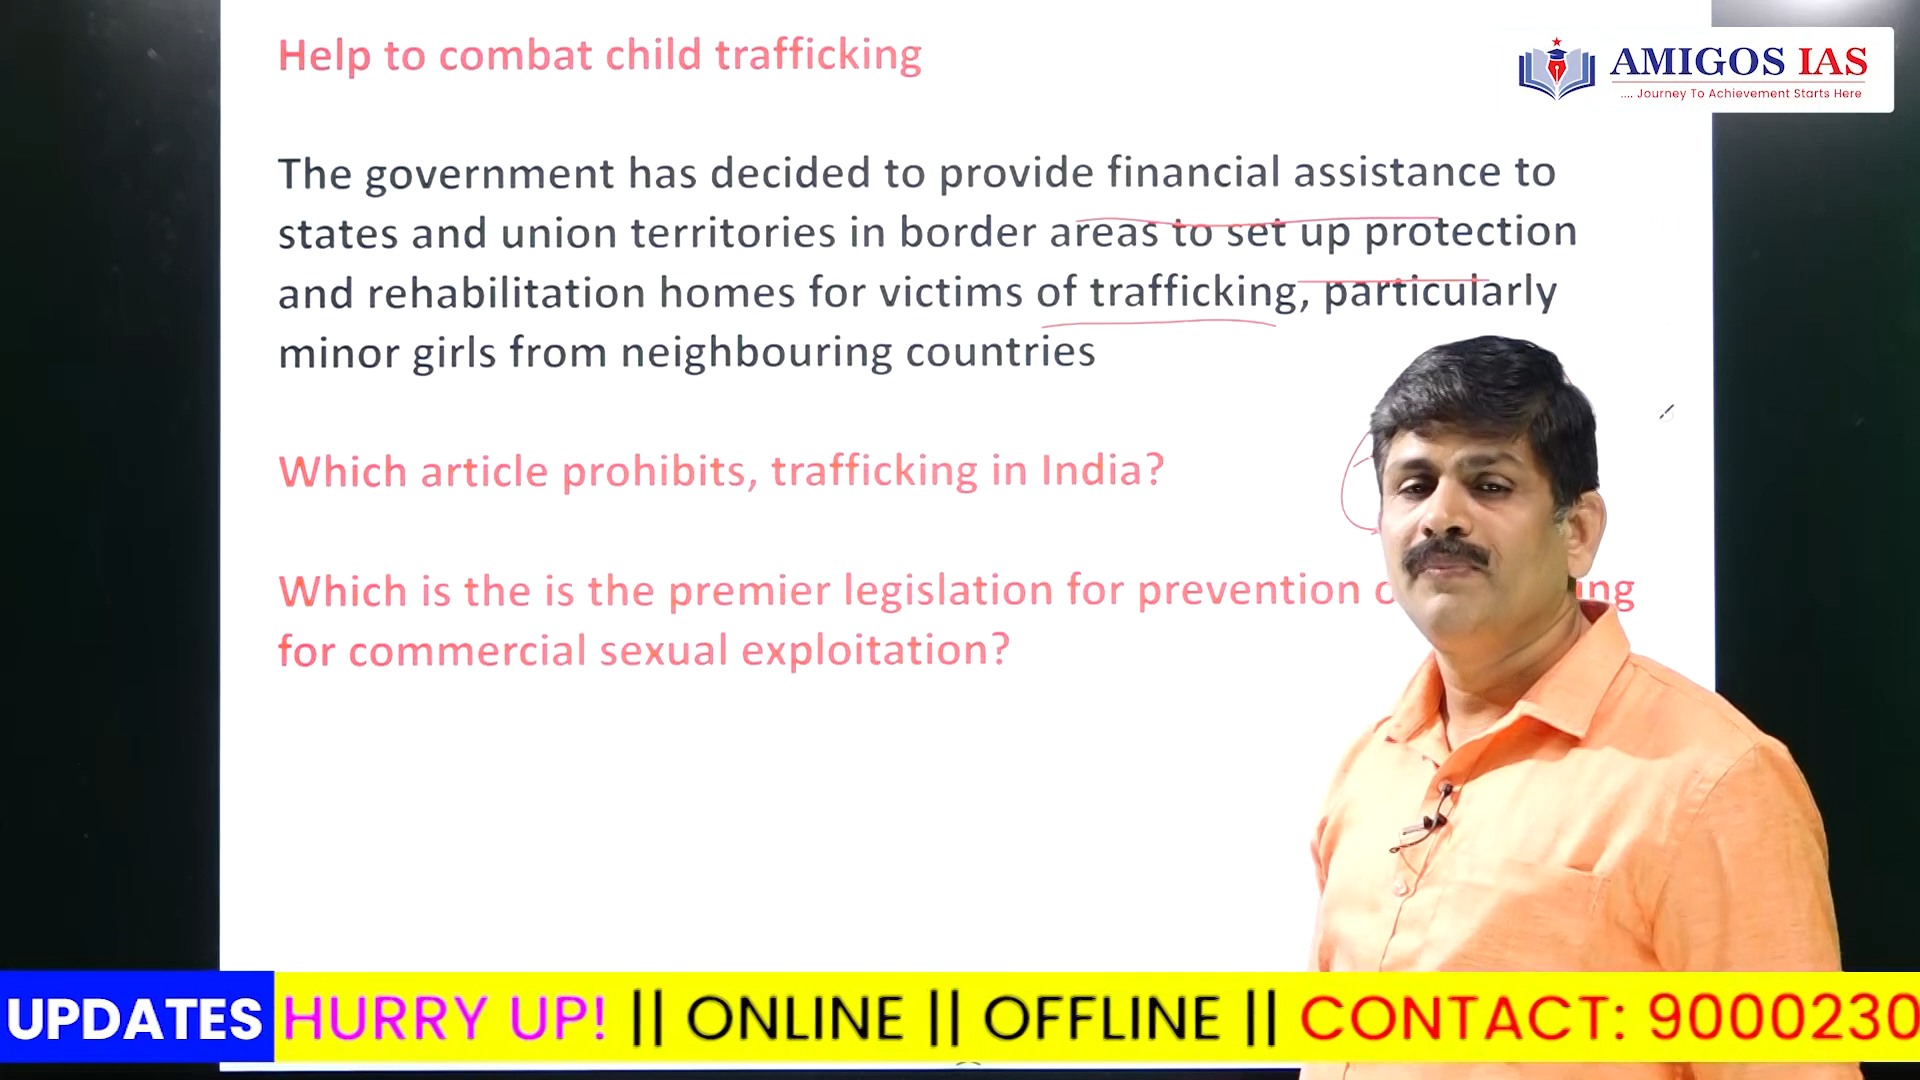 Help to combat child trafficking
AMIGOS IAS
.... Journey To Achievement Starts Here
The government has decided to provide financial assistance to
states and union territories in border areas to set up protection
and rehabilitation homes for victims of trafficking, particularly
minor girls from neighbouring countries
Which article prohibits, trafficking in India?
Which is the is the premier legislation for prevention
for commercial sexual exploitation?
UPDATES HURRY UP! || ONLINE || OFFLINE || CONTACT: 9000230